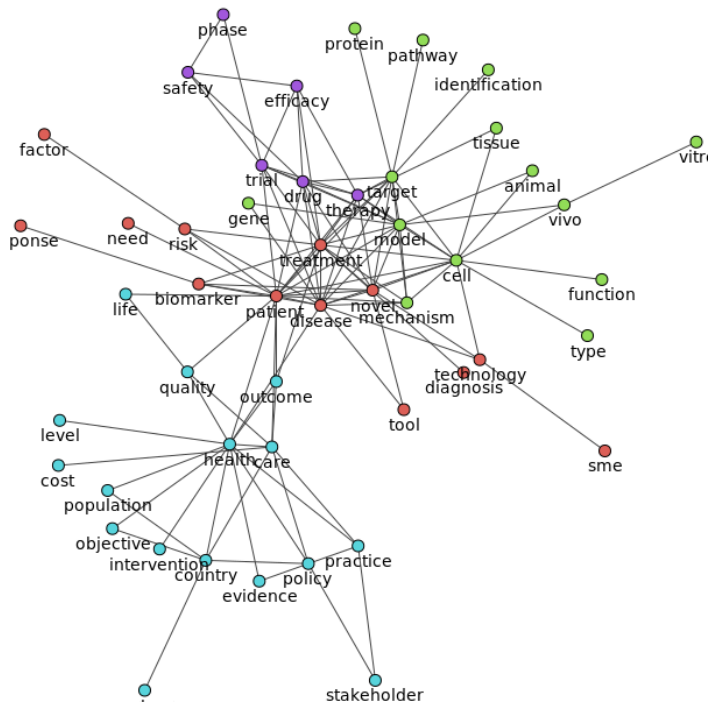 phase
protein
pathway
safety
efficacy
identification
factor
tissue
vitro
trial
drug
target
therapy
animal
gene
vivo
ponse
need
risk
model
treatment
cell
biomarker
patient
novel
function
life
disease
mechanism
type
quality
outcome
technology
diagnosis
tool
level
health
care
sme
cost
population
objective
intervention
country
policy
practice
evidence
stakeholder